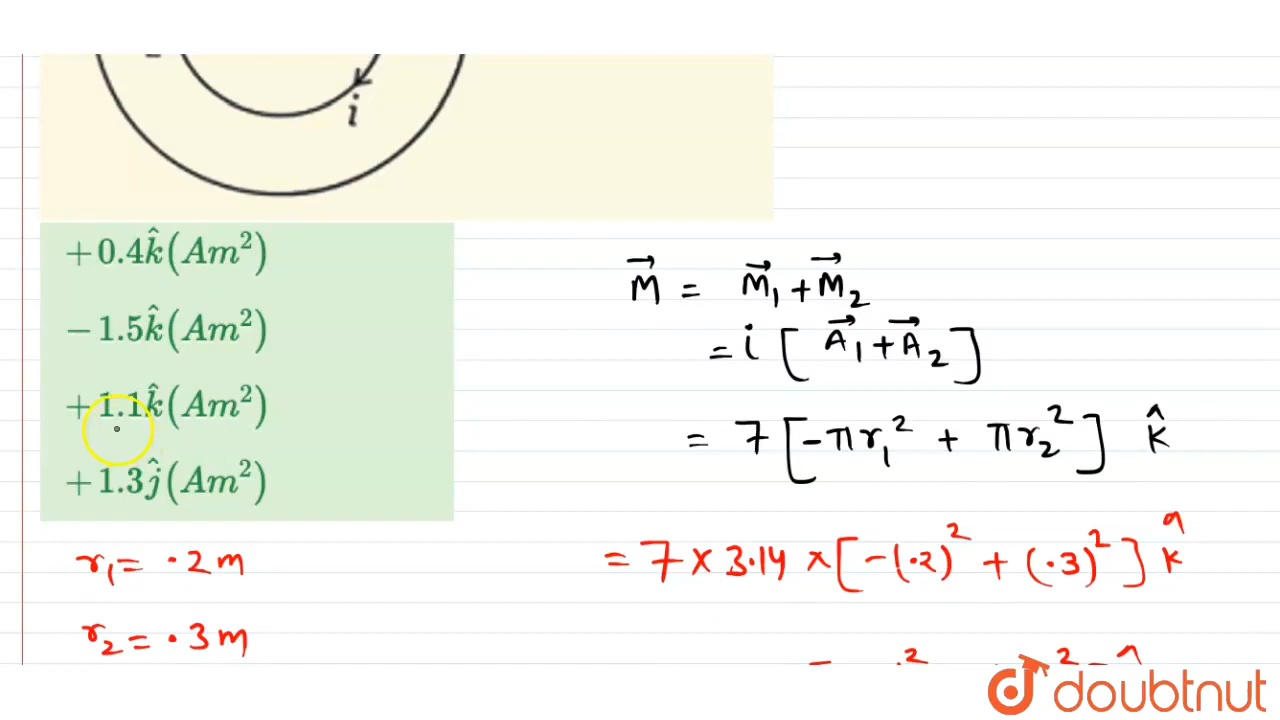 i
+0.4k̂(Am²)
−1.5k̂(Am²)
+1.1k̂(Am²)
+1.3ĵ(Am²)
r₁ = .2 m
r₂ = .3 m
M⃗ = M⃗₁ + M⃗₂
= i [ A⃗₁ + A⃗₂ ]
= 7 [ −πr₁² + πr₂² ] k̂
= 7 × 3.14 × [ −(.2)² + (.3)² ] k̂
doubtnut